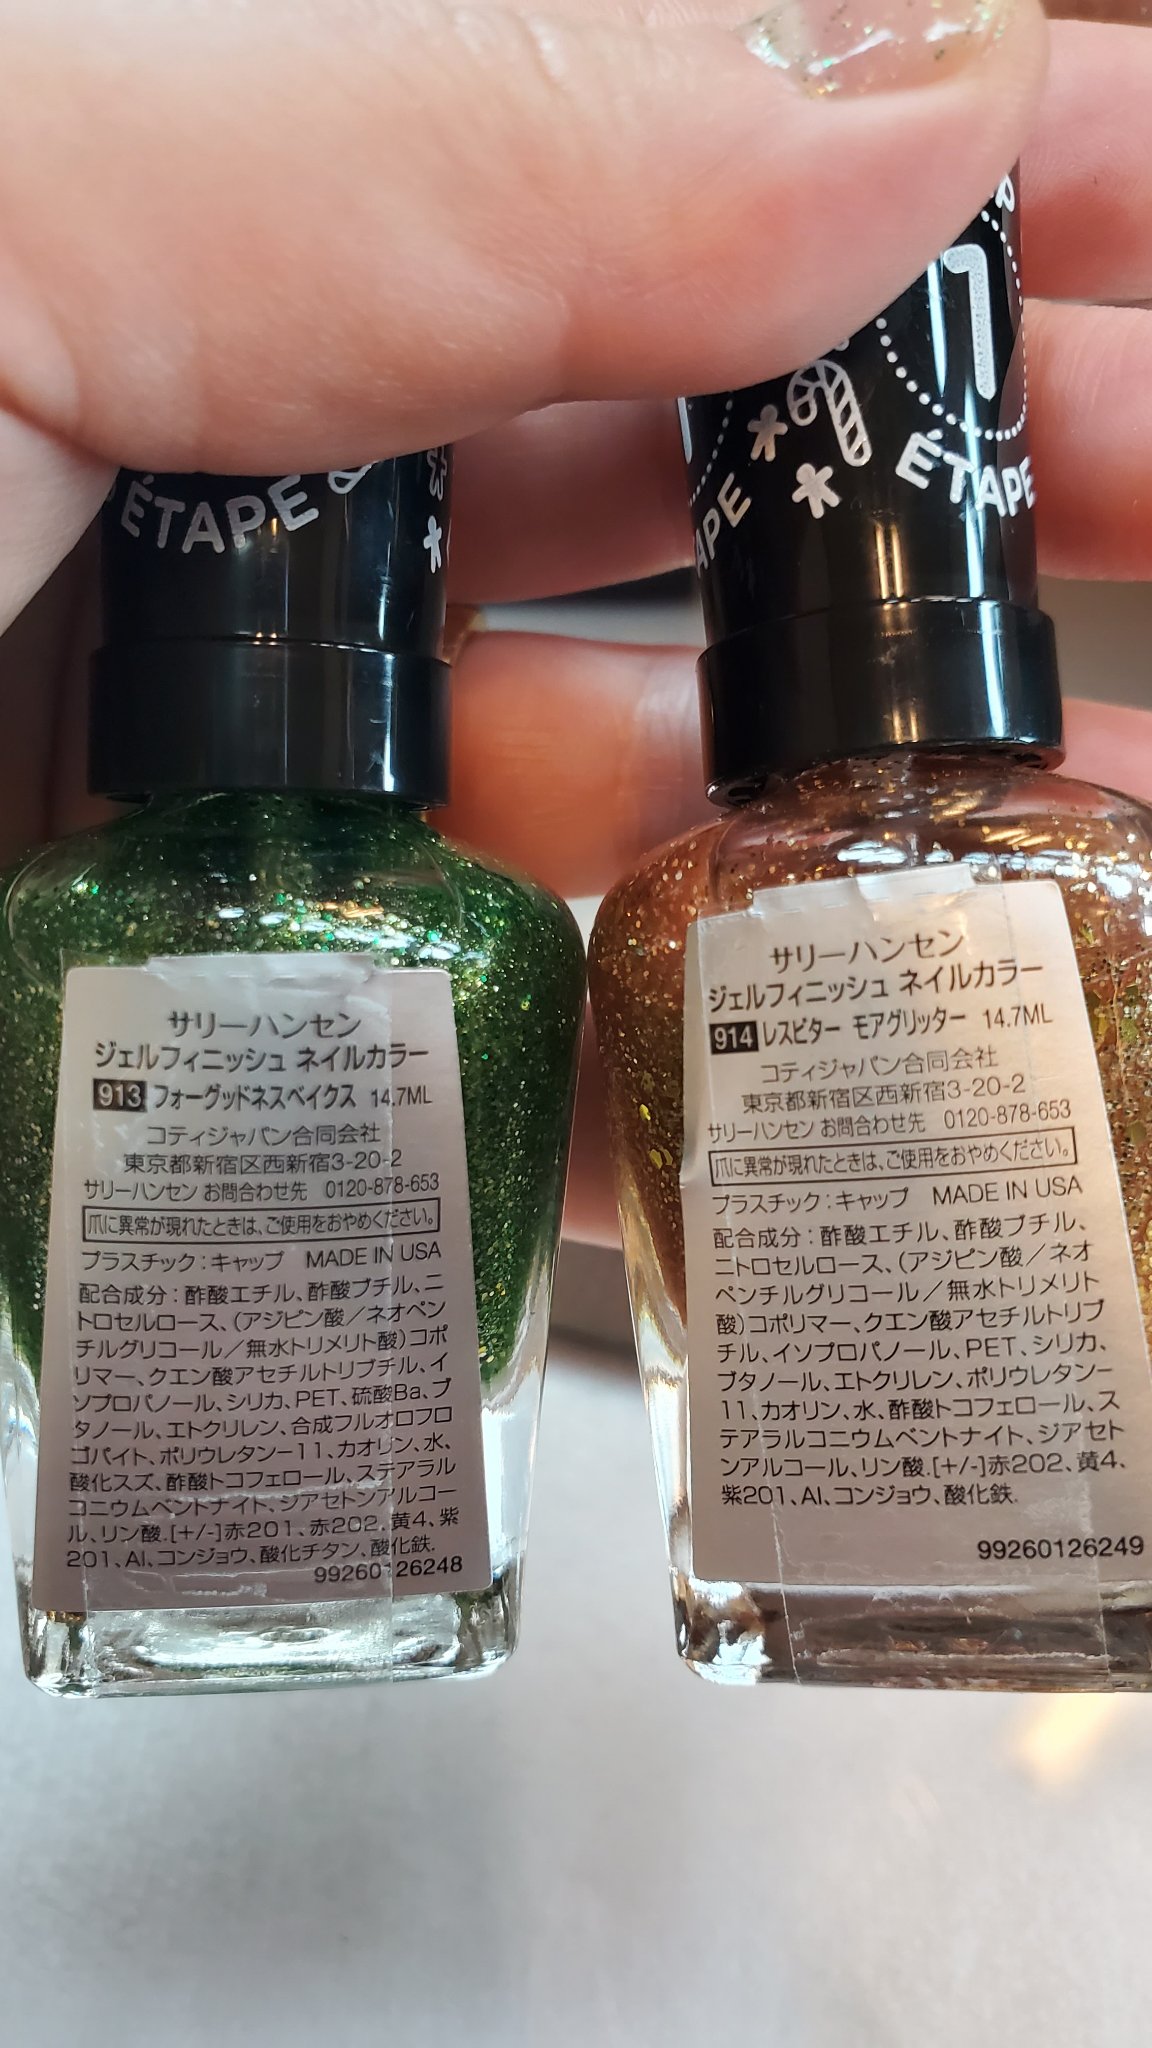 ÉTAPE
サリーハンセン
ジェルフィニッシュ ネイルカラー
913 フォーグッドネスベイクス 14.7ML
コティジャパン合同会社
東京都新宿区西新宿3-20-2
サリーハンセン お問合わせ先 0120-878-653
爪に異常が現れたときは、ご使用をおやめください。
プラスチック:キャップ MADE IN USA
配合成分:酢酸エチル、酢酸ブチル、ニ
トロセルロース、(アジピン酸/ネオペン
チルグリコール/無水トリメリト酸)コポ
リマー、クエン酸アセチルトリブチル、イ
ソプロパノール、シリカ、PET、硫酸Ba、ブ
タノール、エトクリレン、合成フルオロフロ
ゴパイト、ポリウレタン-11、カオリン、水、
酸化スズ、酢酸トコフェロール、ステアラル
コニウムベントナイト、ジアセトンアルコー
ル、リン酸.[+/-]赤201、赤202、黄4、紫
201、Al、コンジョウ、酸化チタン、酸化鉄.
99260126248
1
APE
ÉTAPE
サリーハンセン
ジェルフィニッシュ ネイルカラー
914 レスビター モアグリッター 14.7ML
コティジャパン合同会社
東京都新宿区西新宿3-20-2
サリーハンセン お問合わせ先 0120-878-653
爪に異常が現れたときは、ご使用をおやめください。
プラスチック:キャップ MADE IN USA
配合成分:酢酸エチル、酢酸ブチル、
ニトロセルロース、(アジピン酸/ネオ
ペンチルグリコール/無水トリメリト
酸)コポリマー、クエン酸アセチルトリブ
チル、イソプロパノール、PET、シリカ、
ブタノール、エトクリレン、ポリウレタン-
11、カオリン、水、酢酸トコフェロール、ス
テアラルコニウムベントナイト、ジアセト
ンアルコール、リン酸.[+/-]赤202、黄4、
紫201、Al、コンジョウ、酸化鉄.
99260126249